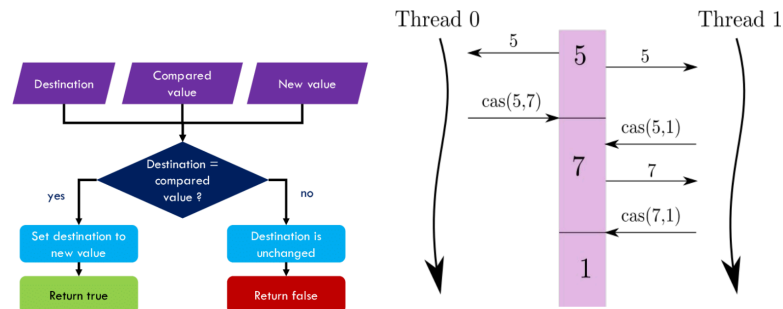 Destination
Compared
value
New value
Destination =
compared
value ?
yes
no
Set destination to
new value
Destination is
unchanged
Return true
Return false
Thread 0
Thread 1
5
5
5
cas(5,7)
cas(5,1)
7
7
cas(7,1)
1